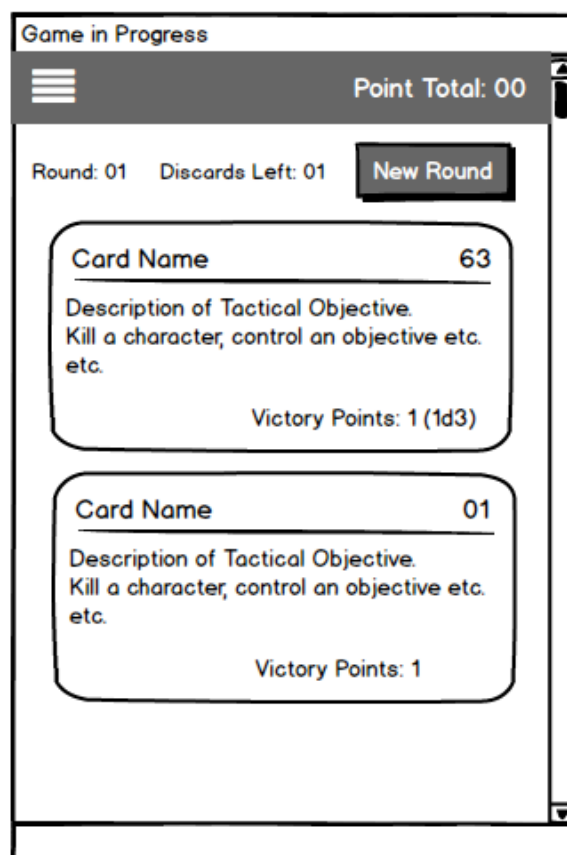 Game in Progress
Point Total: 00
Round: 01 Discards Left: 01 New Round
Card Name 63
Description of Tactical Objective.
Kill a character, control an objective etc.
etc.
Victory Points: 1 (1d3)
Card Name 01
Description of Tactical Objective.
Kill a character, control an objective etc.
etc.
Victory Points: 1